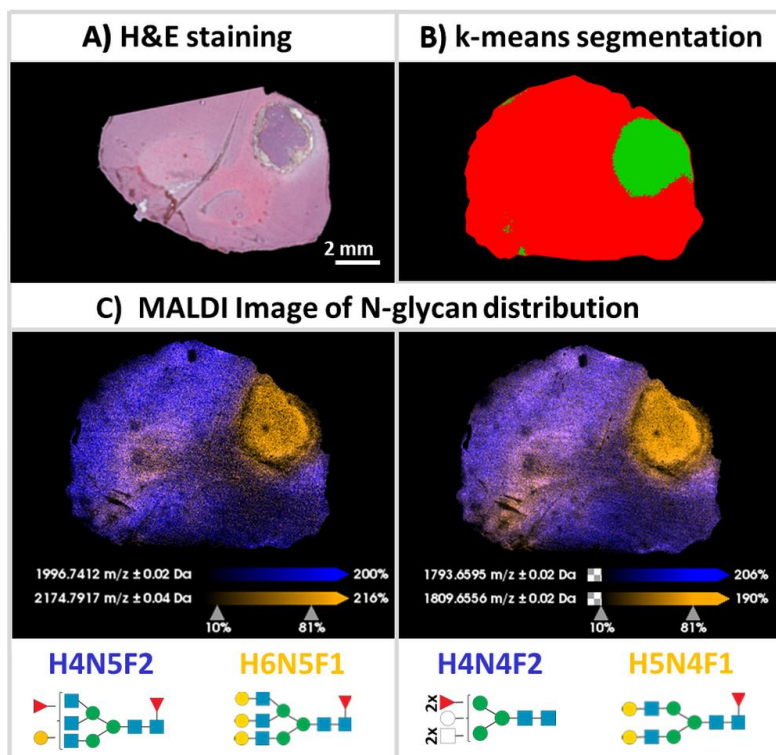 A) H&E staining
B) k-means segmentation
2 mm
C) MALDI Image of N-glycan distribution
1996.7412 m/z ± 0.02 Da 200%
2174.7917 m/z ± 0.04 Da 216%
10% 81%
1793.6595 m/z ± 0.02 Da 206%
1809.6556 m/z ± 0.02 Da 190%
10% 81%
H4N5F2 H6N5F1
H4N4F2 H5N4F1
2x
2x